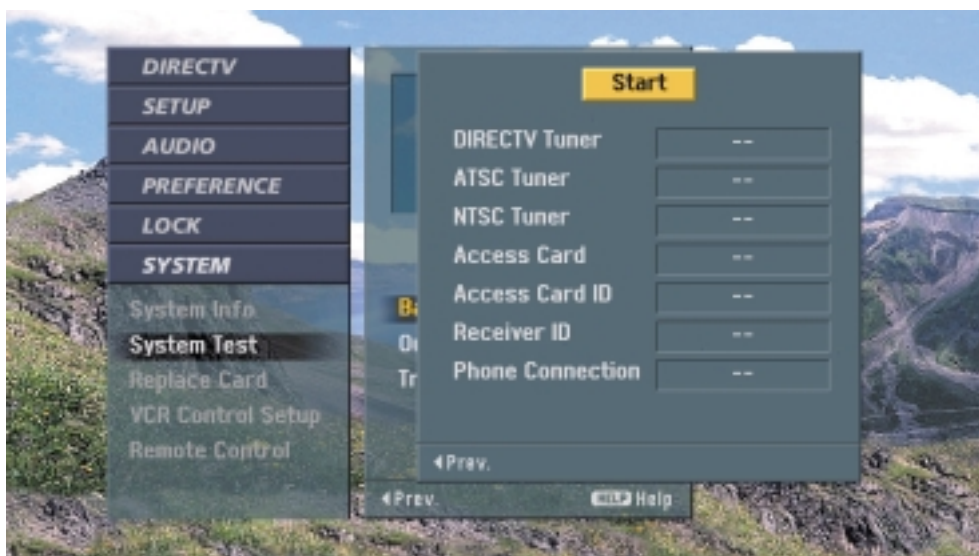 DIRECTV
SETUP
AUDIO
PREFERENCE
LOCK
SYSTEM
System Info
System Test
Replace Card
VCR Control Setup
Remote Control
Start
DIRECTV Tuner --
ATSC Tuner --
NTSC Tuner --
Access Card --
Access Card ID --
Receiver ID --
Phone Connection --
◀Prev.
◀Prev. HELP Help